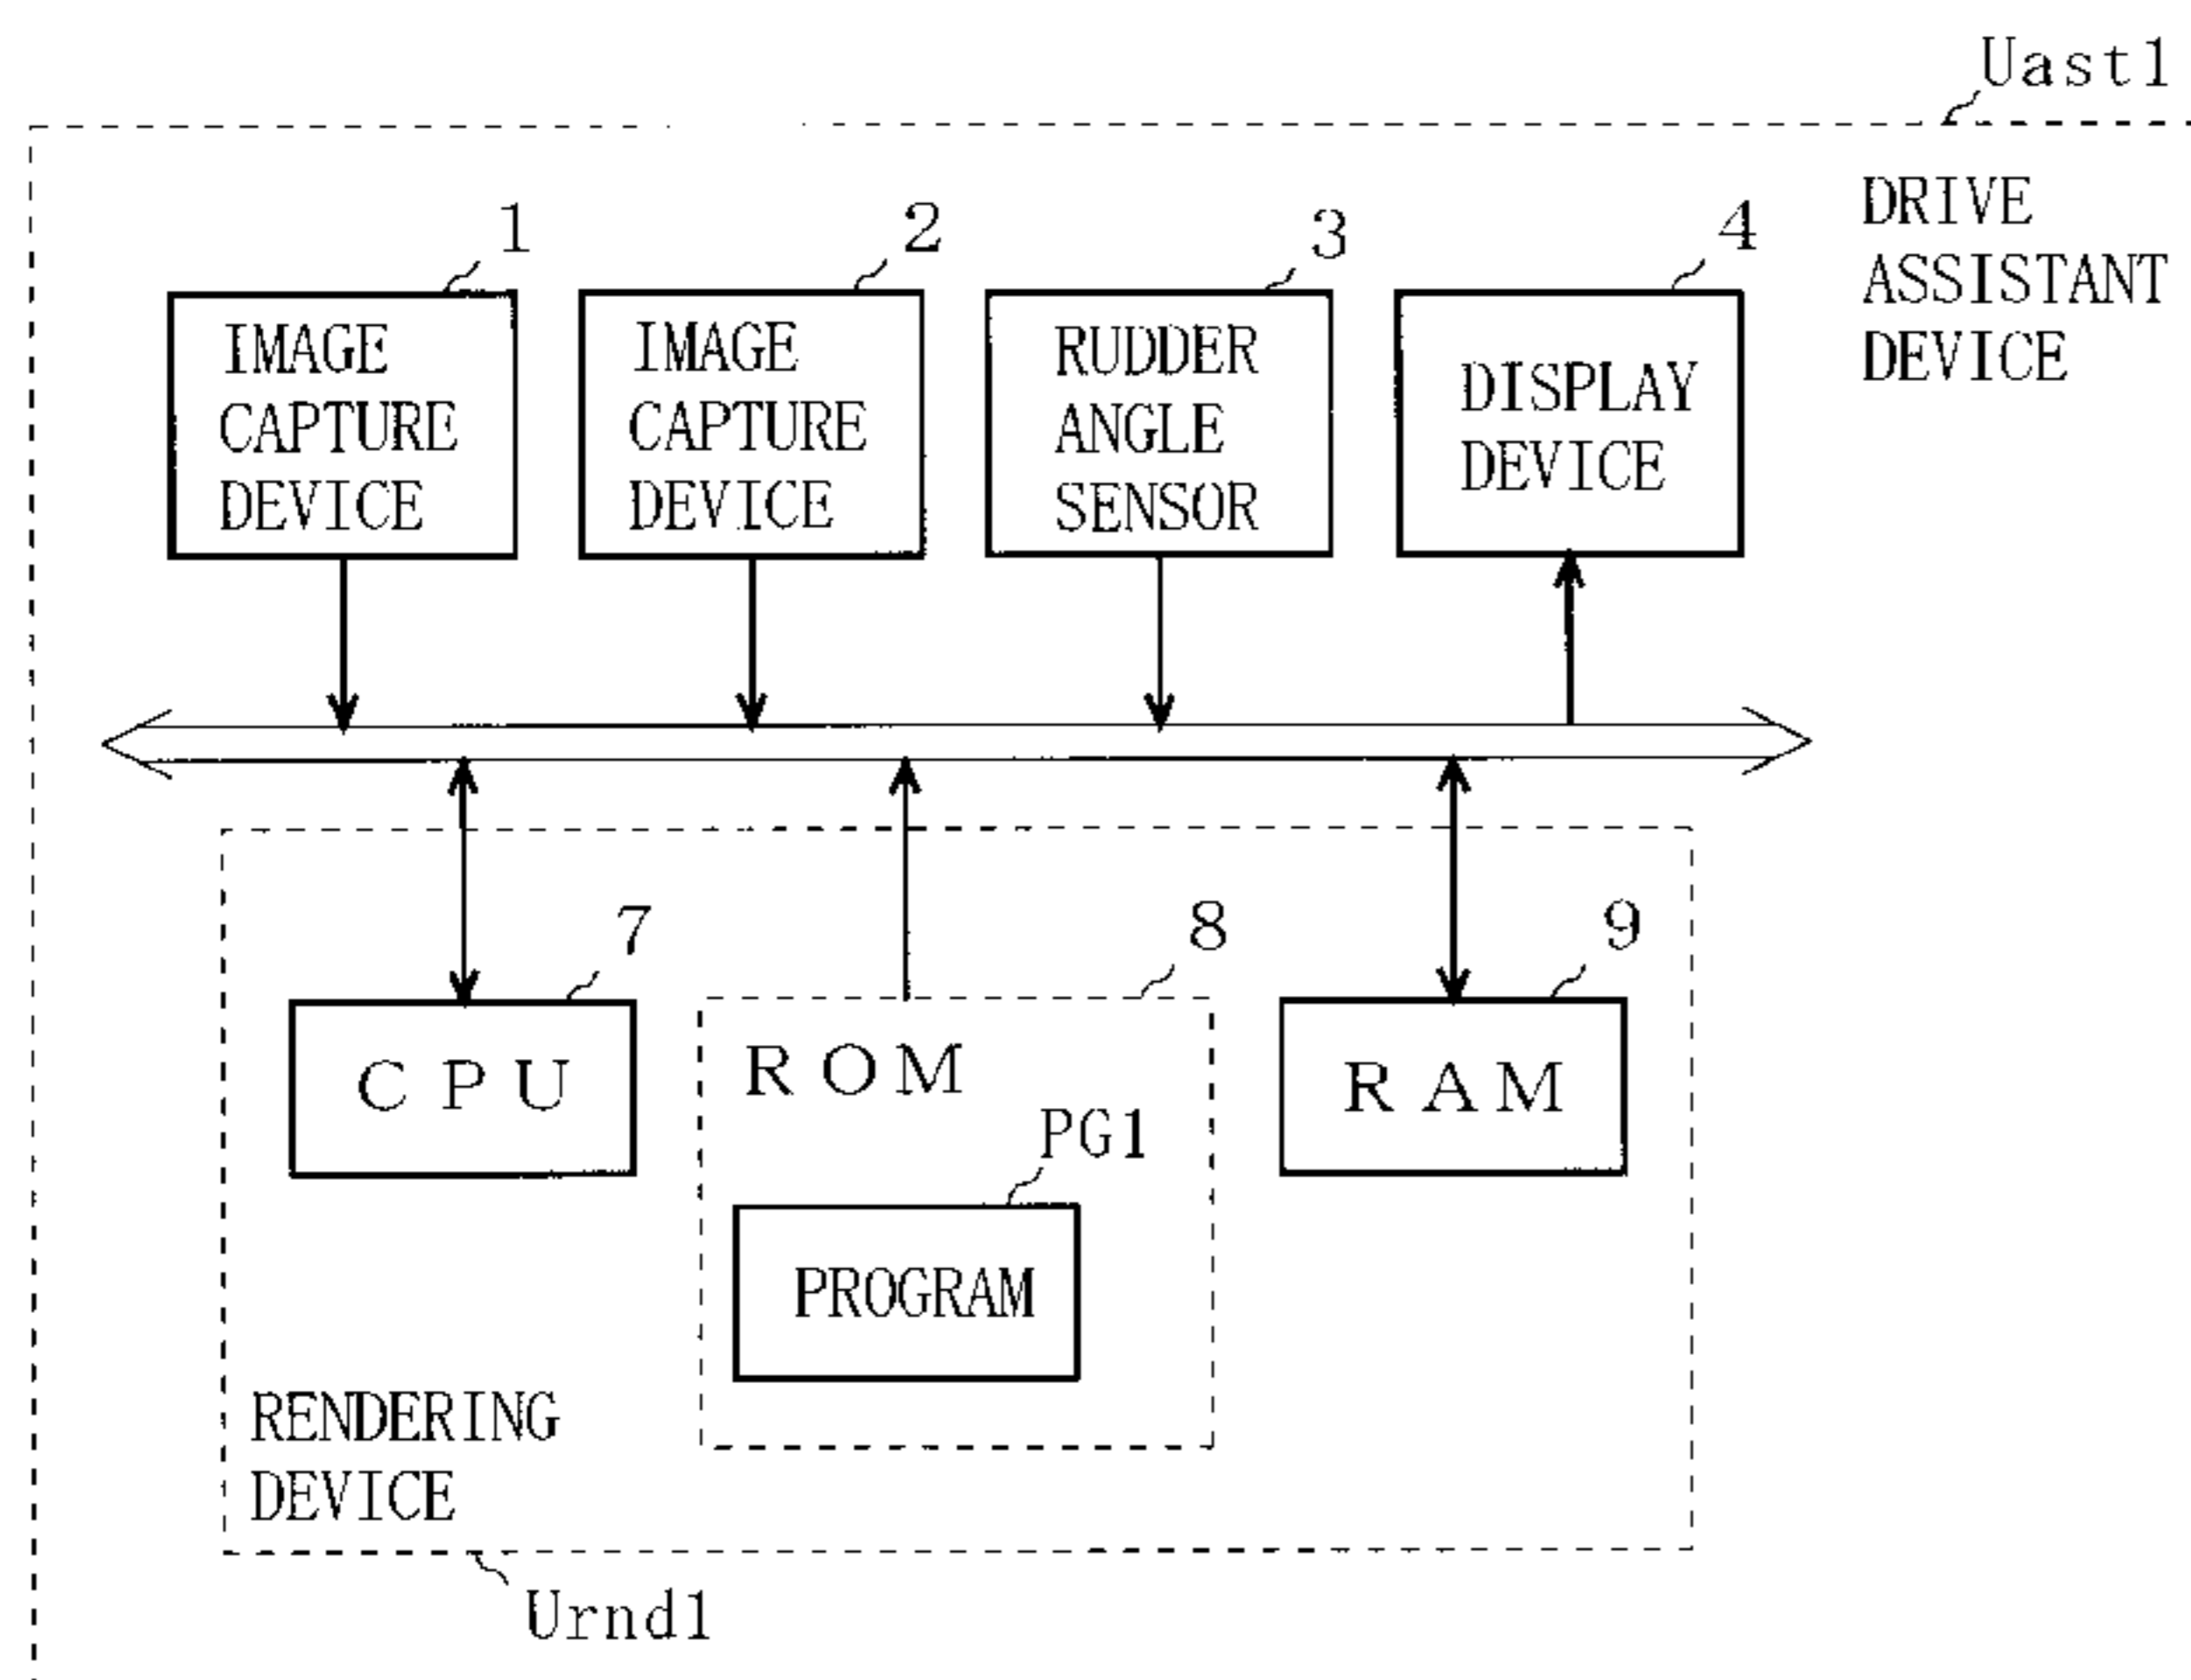 Uast1
DRIVE
ASSISTANT
DEVICE
1
IMAGE
CAPTURE
DEVICE
2
IMAGE
CAPTURE
DEVICE
3
RUDDER
ANGLE
SENSOR
4
DISPLAY
DEVICE
7
CPU
8
ROM
PG1
PROGRAM
9
RAM
RENDERING
DEVICE
Urnd1